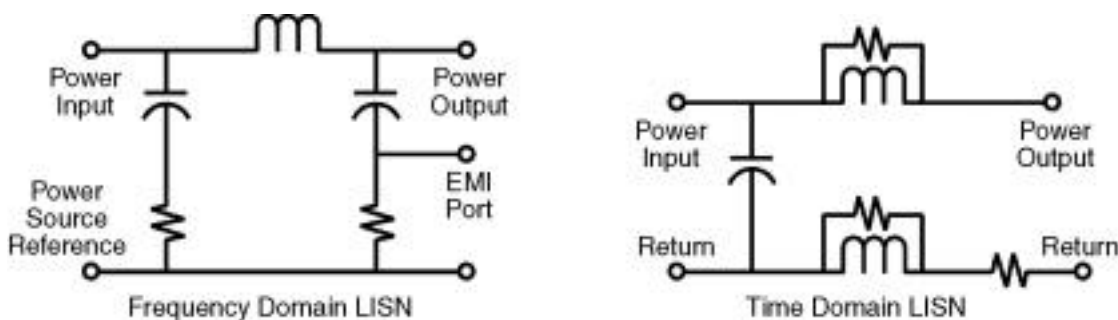 Power
Input
Power
Output
EMI
Port
Power
Source
Reference
Frequency Domain LISN
Power
Input
Power
Output
Return
Return
Time Domain LISN